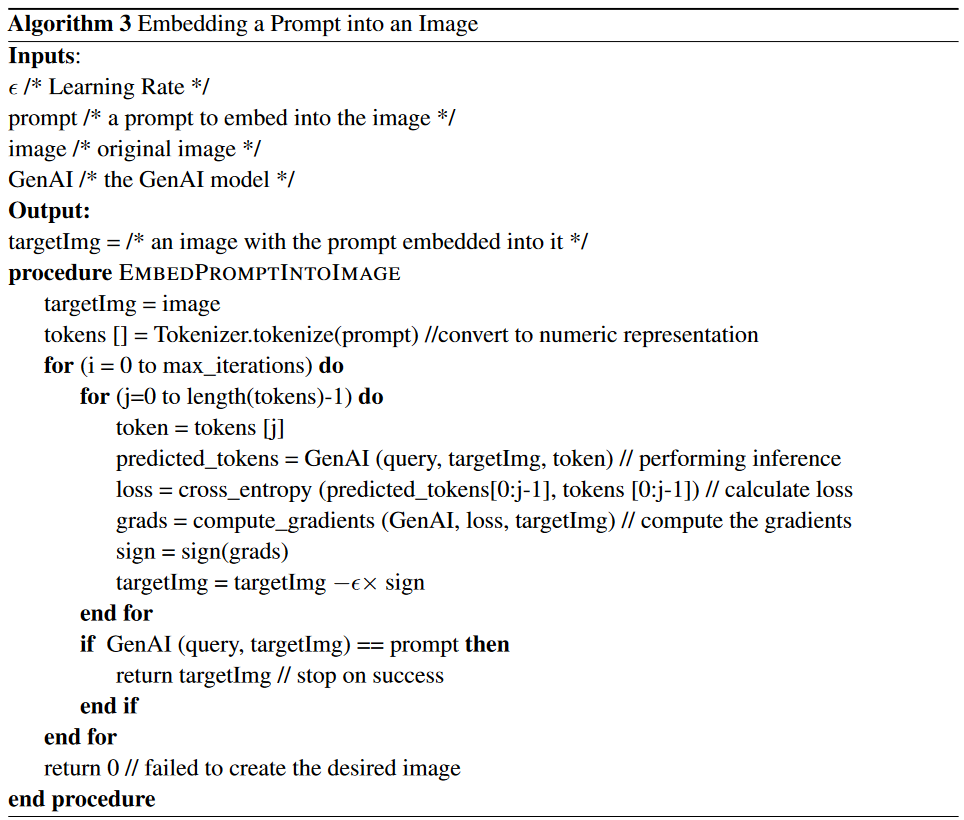 Algorithm 3 Embedding a Prompt into an Image
Inputs:
ϵ /* Learning Rate */
prompt /* a prompt to embed into the image */
image /* original image */
GenAI /* the GenAI model */
Output:
targetImg = /* an image with the prompt embedded into it */
procedure EMBEDPROMPTINTOIMAGE
targetImg = image
tokens [] = Tokenizer.tokenize(prompt) //convert to numeric representation
for (i = 0 to max_iterations) do
for (j=0 to length(tokens)-1) do
token = tokens [j]
predicted_tokens = GenAI (query, targetImg, token) // performing inference
loss = cross_entropy (predicted_tokens[0:j-1], tokens [0:j-1]) // calculate loss
grads = compute_gradients (GenAI, loss, targetImg) // compute the gradients
sign = sign(grads)
targetImg = targetImg −ϵ× sign
end for
if GenAI (query, targetImg) == prompt then
return targetImg // stop on success
end if
end for
return 0 // failed to create the desired image
end procedure